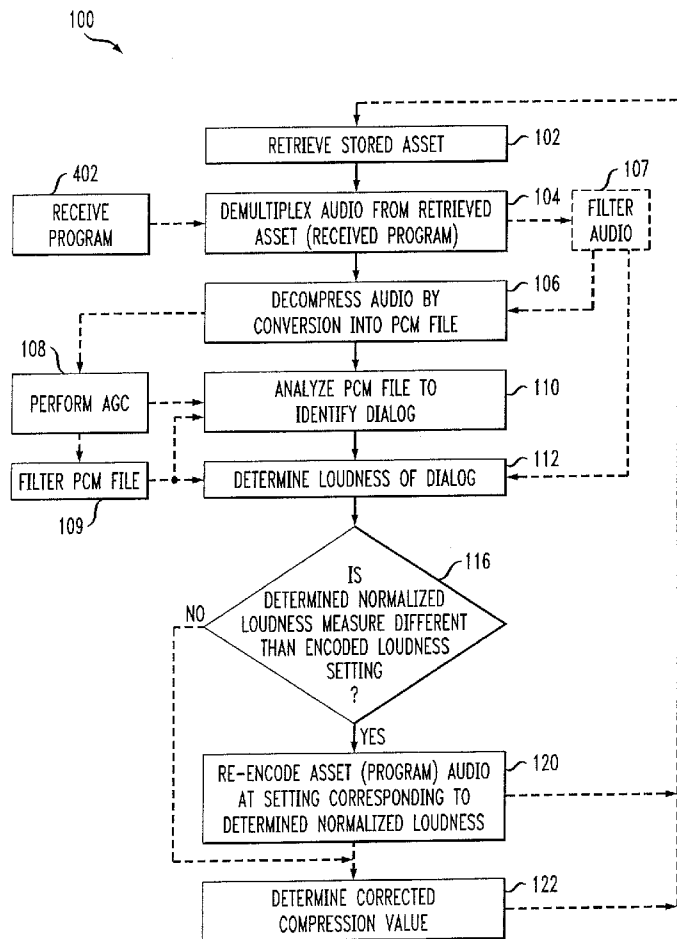 100
RETRIEVE STORED ASSET
102
402
RECEIVE
PROGRAM
DEMULTIPLEX AUDIO FROM RETRIEVED
ASSET (RECEIVED PROGRAM)
104
107
FILTER
AUDIO
DECOMPRESS AUDIO BY
CONVERSION INTO PCM FILE
106
108
PERFORM AGC
ANALYZE PCM FILE TO
IDENTIFY DIALOG
110
FILTER PCM FILE
109
DETERMINE LOUDNESS OF DIALOG
112
IS
DETERMINED NORMALIZED
LOUDNESS MEASURE DIFFERENT
THAN ENCODED LOUDNESS
SETTING
?
116
NO
YES
RE-ENCODE ASSET (PROGRAM) AUDIO
AT SETTING CORRESPONDING TO
DETERMINED NORMALIZED LOUDNESS
120
DETERMINE CORRECTED
COMPRESSION VALUE
122